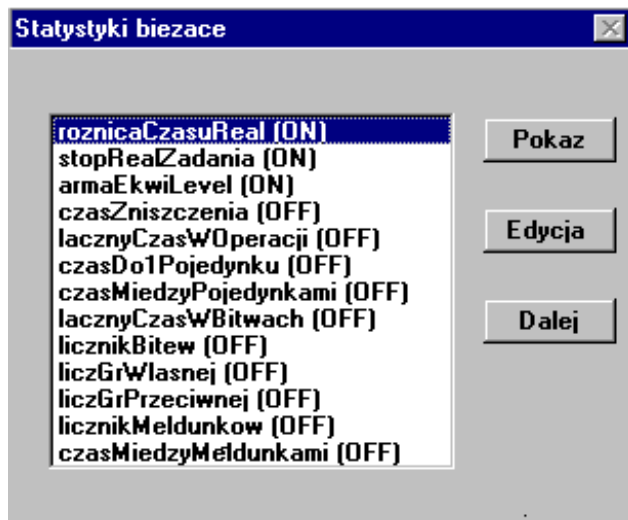 Statystyki biezace
roznicaCzasuReal (ON)
stopRealZadania (ON)
armaEkwiLevel (ON)
czasZniszczenia (OFF)
lacznyCzasWOperacji (OFF)
czasDo1Pojedynku (OFF)
czasMiedzyPojedynkami (OFF)
lacznyCzasWBitwach (OFF)
licznikBitew (OFF)
liczGrWlasnej (OFF)
liczGrPrzeciwnej (OFF)
licznikMeldunkow (OFF)
czasMiedzyMeldunkami (OFF)
Pokaz
Edycja
Dalej